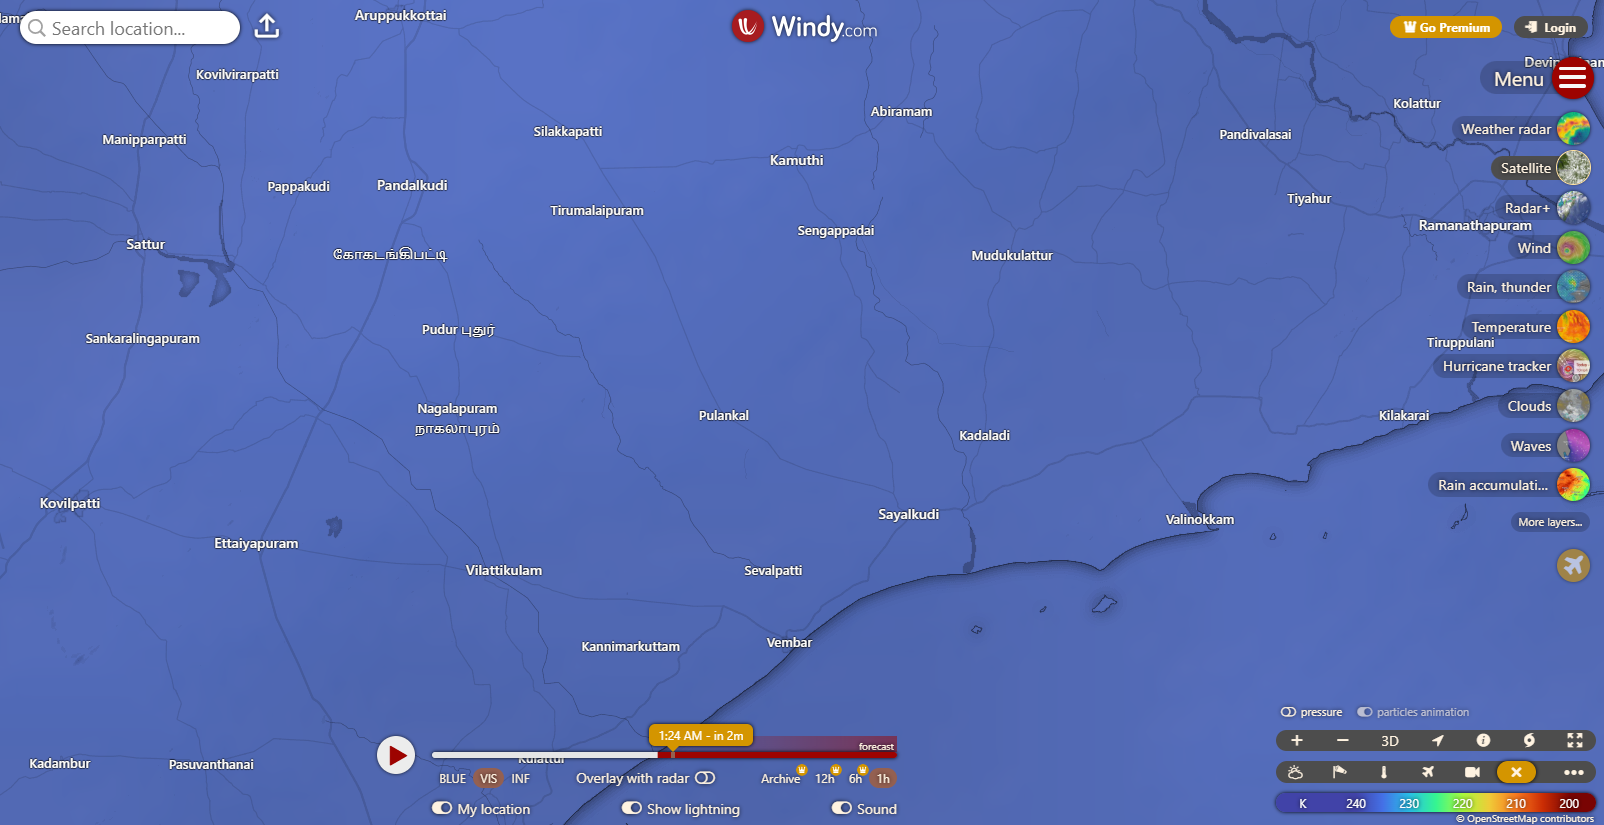 Aruppukkottai
Search location...
Windy.com
Go Premium
Login
Kovilvirarpatti
Menu
Abiramam
Kolattur
Manipparpatti
Silakkapatti
Pandivalasai
Weather radar
Kamuthi
Satellite
Pappakudi
Pandalkudi
Tirumalaipuram
Tiyahur
Radar+
Sengappadai
Ramanathapuram
Sattur
கோகடங்கிபட்டி
Mudukulattur
Wind
Rain, thunder
Pudur புதூர்
Temperature
Sankaralingapuram
Tiruppulani
Hurricane tracker
Nagalapuram
நாகலாபுரம்
Pulankal
Kadaladi
Kilakarai
Clouds
Waves
Rain accumulati...
Kovilpatti
Sayalkudi
Valinokkam
More layers...
Ettaiyapuram
Vilattikulam
Sevalpatti
Kannimarkuttam
Vembar
pressure
particles animation
1:24 AM - in 2m
forecast
3D
Kadambur
Pasuvanthanai
Kulattur
BLUE
VIS
INF
Overlay with radar
Archive
12h
6h
1h
My location
Show lightning
Sound
K 240 230 220 210 200
© OpenStreetMap contributors